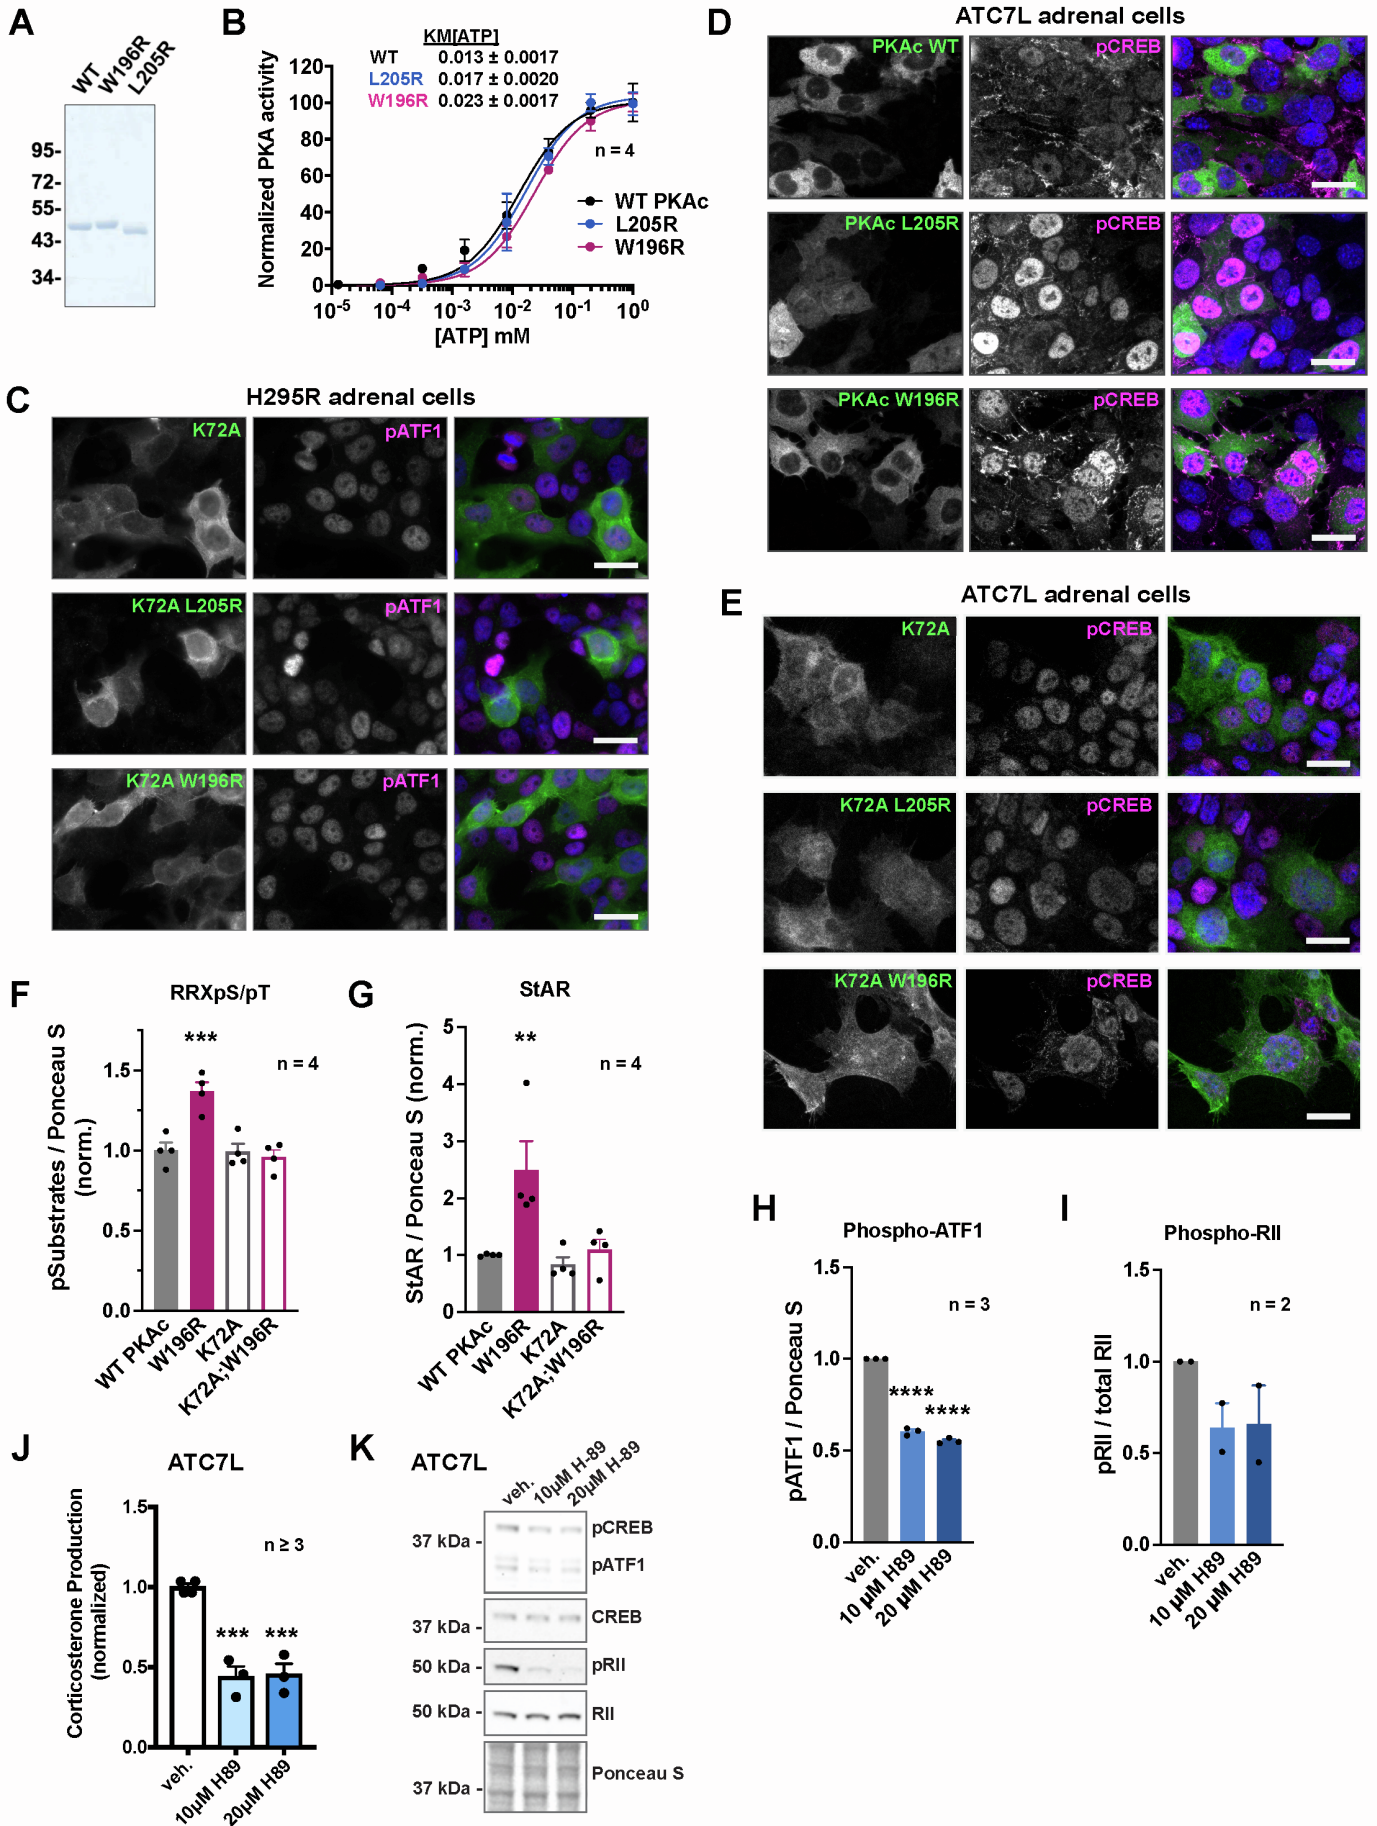 A
WT
W196R
L205R
95-
72-
55-
43-
34-
B
KM[ATP]
WT 0.013 ± 0.0017
L205R 0.017 ± 0.0020
W196R 0.023 ± 0.0017
Normalized PKA activity
120
100
80
60
40
20
0
n = 4
WT PKAc
L205R
W196R
10-5 10-4 10-3 10-2 10-1 100
[ATP] mM
C
H295R adrenal cells
K72A
pATF1
K72A L205R
pATF1
K72A W196R
pATF1
D
ATC7L adrenal cells
PKAc WT
pCREB
PKAc L205R
pCREB
PKAc W196R
pCREB
E
ATC7L adrenal cells
K72A
pCREB
K72A L205R
pCREB
K72A W196R
pCREB
F
RRXpS/pT
pSubstrates / Ponceau S
(norm.)
1.5
1.0
0.5
0.0
***
n = 4
WT PKAc
W196R
K72A
K72A;W196R
G
StAR
StAR / Ponceau S (norm.)
5
4
3
2
1
0
**
n = 4
WT PKAc
W196R
K72A
K72A;W196R
H
Phospho-ATF1
pATF1 / Ponceau S
1.5
1.0
0.5
0.0
n = 3
****
****
veh.
10 µM H89
20 µM H89
I
Phospho-RII
pRII / total RII
1.5
1.0
0.5
0.0
n = 2
veh.
10 µM H89
20 µM H89
J
ATC7L
Corticosterone Production
(normalized)
1.5
1.0
0.5
0.0
n ≥ 3
***
***
veh.
10µM H89
20µM H89
K
ATC7L
veh.
10µM H-89
20µM H-89
37 kDa -
pCREB
pATF1
37 kDa -
CREB
50 kDa -
pRII
50 kDa -
RII
37 kDa -
Ponceau S